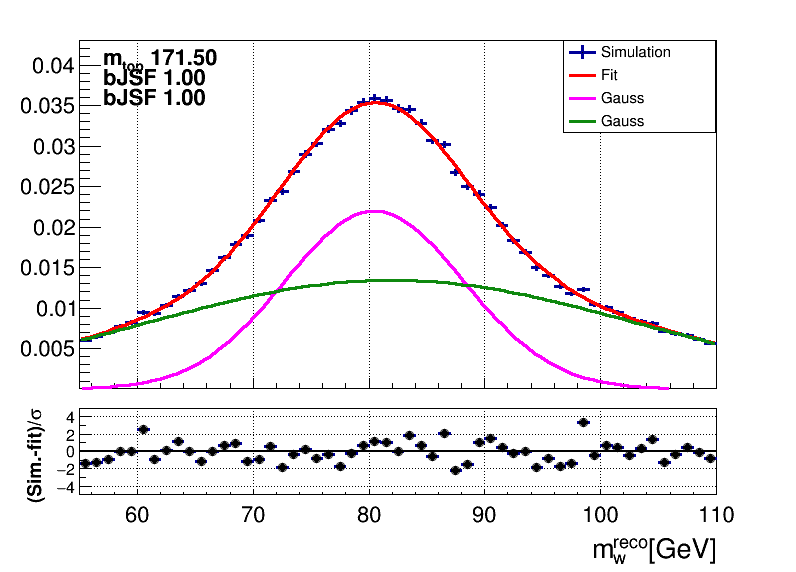 m_top 171.50
bJSF 1.00
bJSF 1.00
Simulation
Fit
Gauss
Gauss
0.04
0.035
0.03
0.025
0.02
0.015
0.01
0.005
(Sim.-fit)/σ
4
2
0
−2
−4
60 70 80 90 100 110
m_w^reco[GeV]